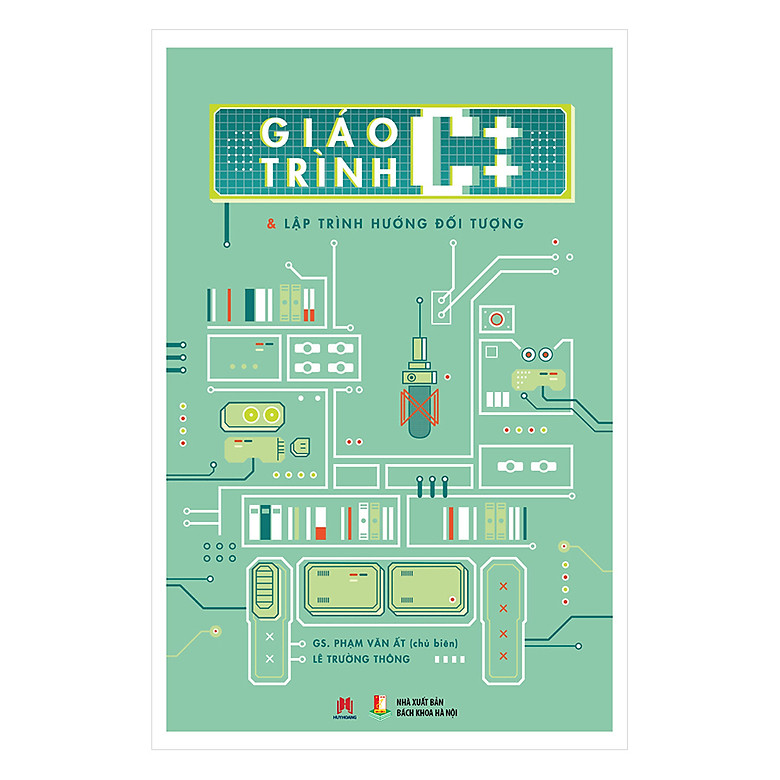 GIÁO
TRÌNH C++
& LẬP TRÌNH HƯỚNG ĐỐI TƯỢNG
GS. PHẠM VĂN ẤT (chủ biên)
LÊ TRƯỜNG THÔNG
HUYHOANG
NHÀ XUẤT BẢN
BÁCH KHOA HÀ NỘI